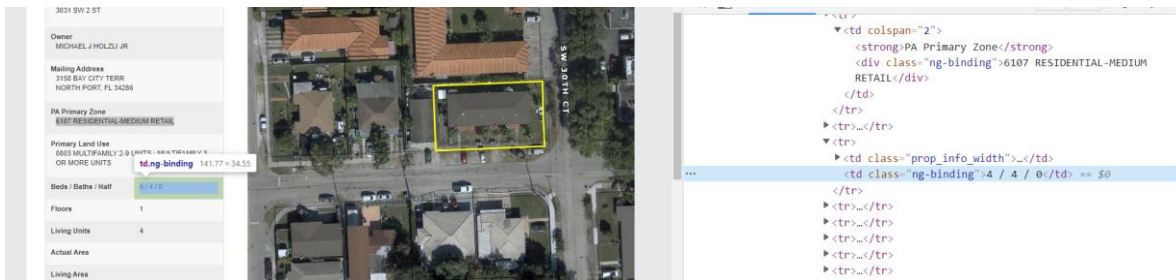 3031 SW 2 ST
Owner
MICHAEL J HOLZLI JR
Mailing Address
3158 BAY CITY TERR
NORTH PORT, FL 34286
PA Primary Zone
6107 RESIDENTIAL-MEDIUM RETAIL
Primary Land Use
0803 MULTIFAMILY 2-9 UNITS : MULTIFAMILY 3
OR MORE UNITS
td.ng-binding 141.77 × 34.55
Beds / Baths / Half 4 / 4 / 0
Floors 1
Living Units 4
Actual Area
Living Area
SW 30TH CT
<td colspan="2">
<strong>PA Primary Zone</strong>
<div class="ng-binding">6107 RESIDENTIAL-MEDIUM
RETAIL</div>
</td>
</tr>
<tr>…</tr>
<tr>
<td class="prop_info_width">…</td>
... <td class="ng-binding">4 / 4 / 0</td> == $0
</tr>
<tr>…</tr>
<tr>…</tr>
<tr>…</tr>
<tr>…</tr>
<tr>…</tr>